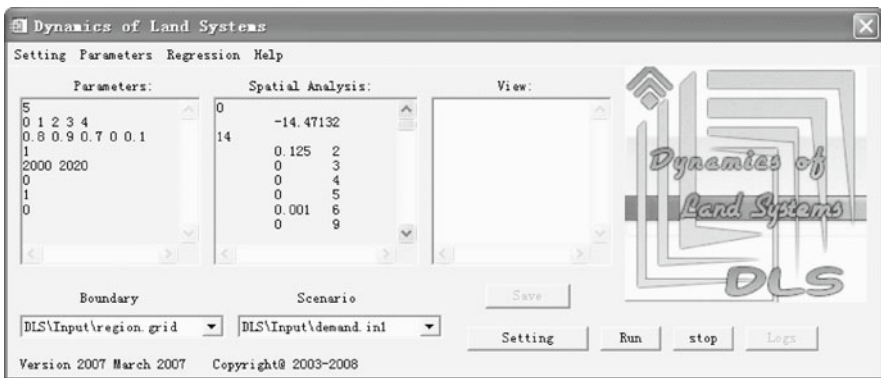 Dynamics of Land Systems
Setting Parameters Regression Help
Parameters:
5
0 1 2 3 4
0.8 0.9 0.7 0 0.1
1
2000 2020
0
1
0
Spatial Analysis:
0
-14.47132
14
0.125 2
0 3
0 4
0 5
0.001 6
0 9
View:
Dynamics of
Land Systems
DLS
Boundary
DLS\Input\region.grid
Scenario
DLS\Input\demand.in1
Save
Setting
Run
stop
Logs
Version 2007 March 2007 Copyright@ 2003-2008